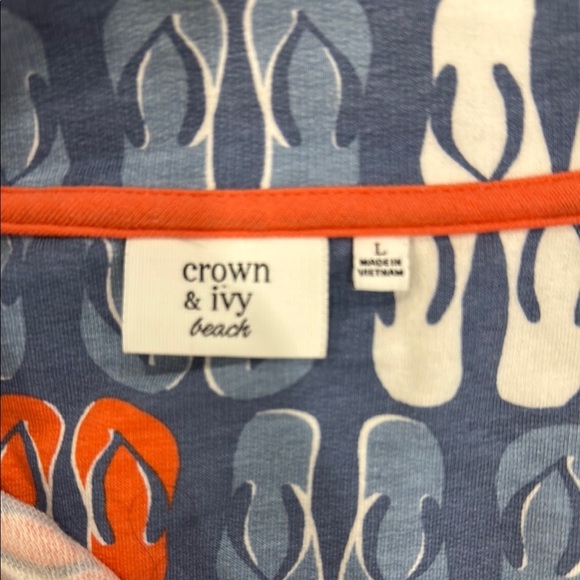 crown
& ivy
beach
L
MADE IN
VIETNAM